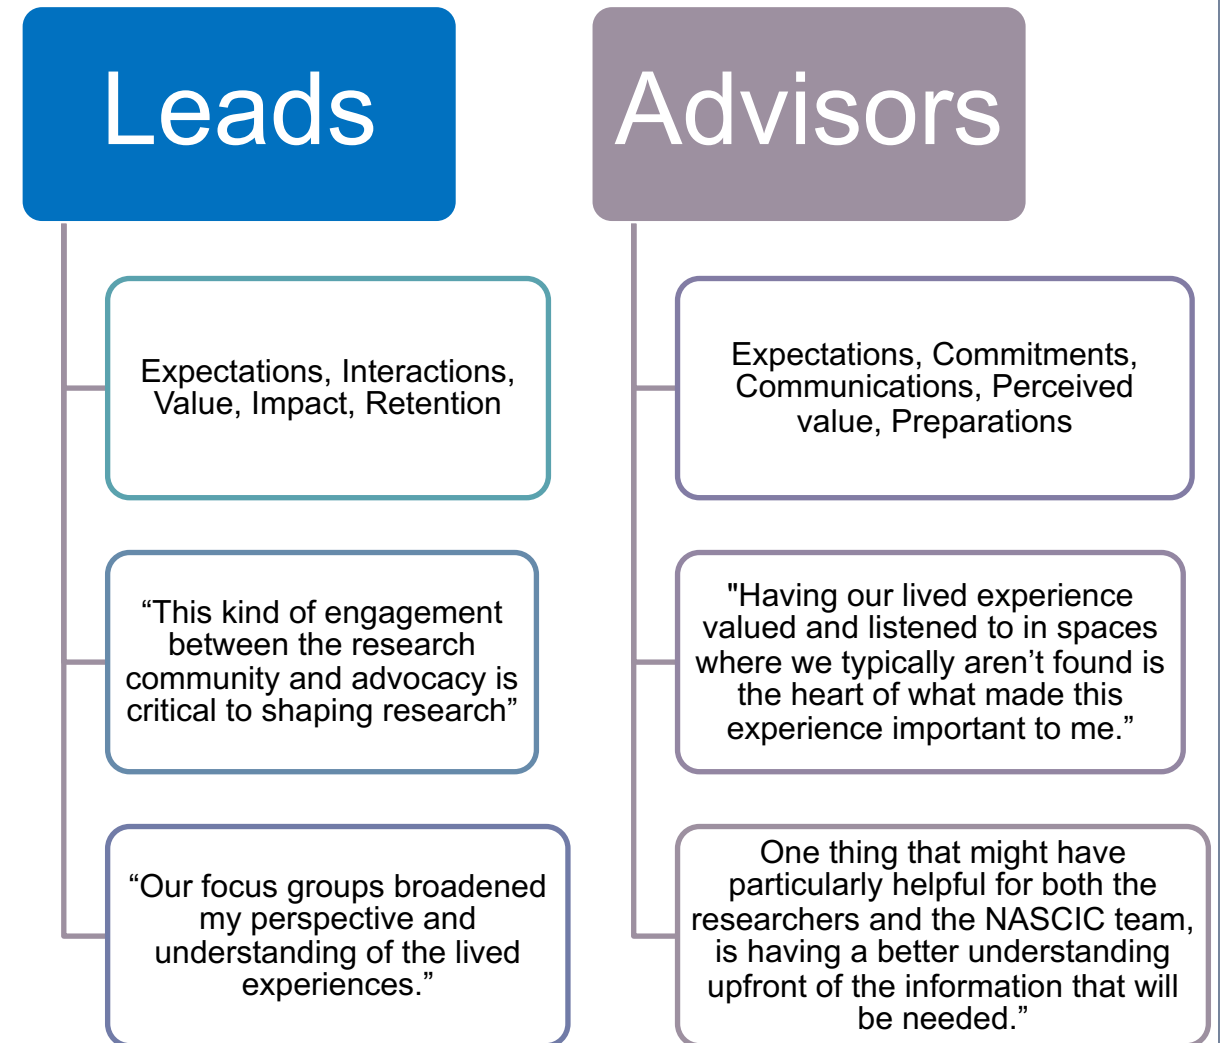 Leads
Expectations, Interactions,
Value, Impact, Retention
“This kind of engagement
between the research
community and advocacy is
critical to shaping research”
“Our focus groups broadened
my perspective and
understanding of the lived
experiences.”
Advisors
Expectations, Commitments,
Communications, Perceived
value, Preparations
"Having our lived experience
valued and listened to in spaces
where we typically aren’t found is
the heart of what made this
experience important to me.”
One thing that might have
particularly helpful for both the
researchers and the NASCIC team,
is having a better understanding
upfront of the information that will
be needed.”